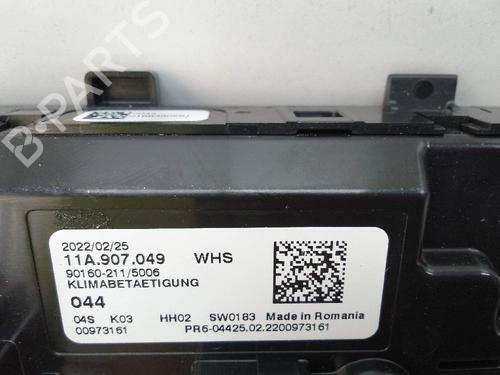 B-PARTS
2022/02/25
11A.907.049 WHS
90160-211/5006
KLIMABETAETIGUNG
044
04S K03 HH02 SW0183 Made in Romania
00973161 PR6-04425.02.2200973161